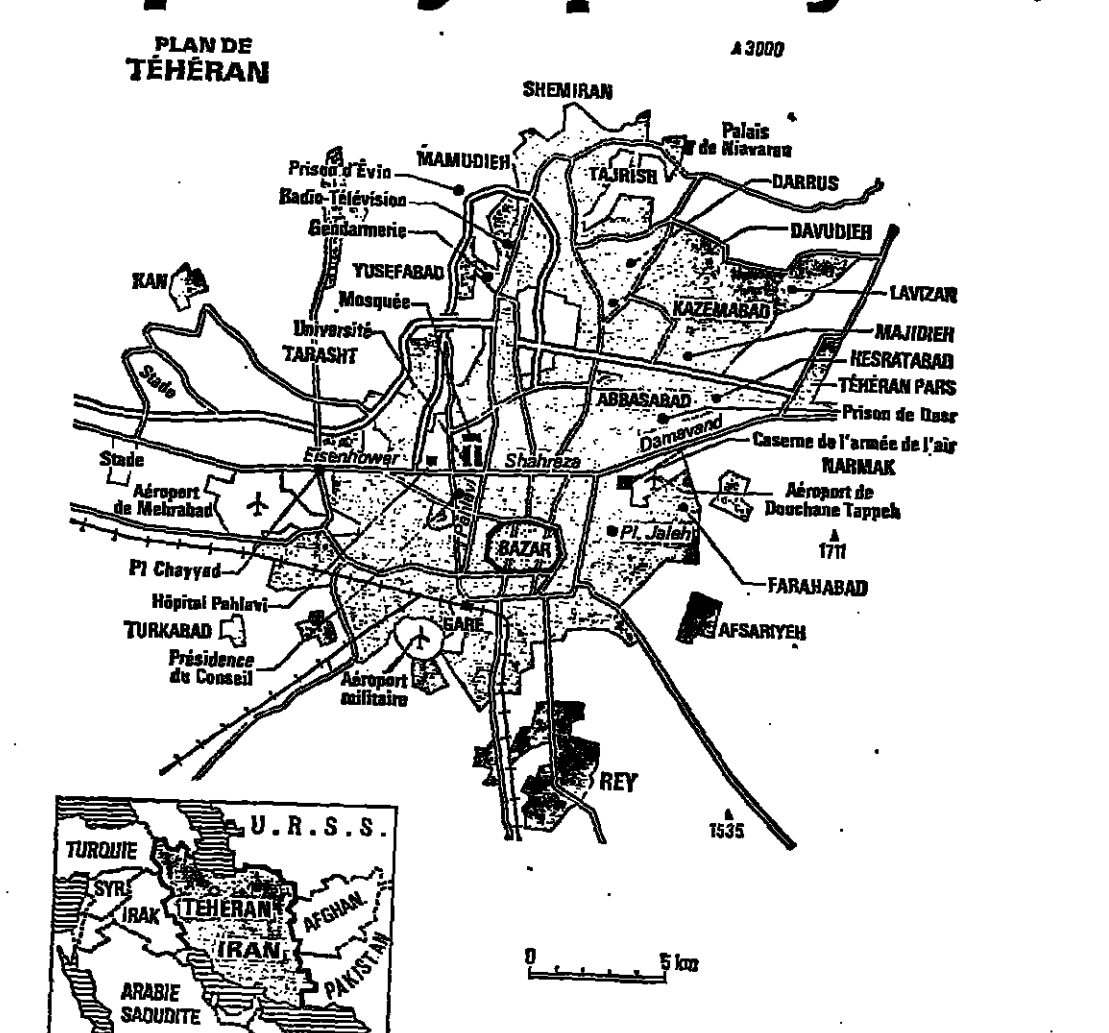 PLAN DE
TÉHÉRAN
3000
SHEMIRAN
Palais
de Niavaran
MAMUDIEH
Prison d'Évin
TAJRISH
DARRUS
Radio-Télévision
Gendarmerie
DAVUDIEH
YUSEFABAD
KAN
LAVIZAN
Mosquée
KAZEMABAD
Université
MAJIDIEH
TARASHT
HESRATABAD
Stade
TÉHÉRAN PARS
ABBASABAD
Prison de Qasr
Damavand
Caserne de l'armée de l'air
Stade
Eisenhower
Shahreza
NARMAK
Aéroport
de Mehrabad
Aéroport de
Douchane Tappeh
Pahlavi
BAZAR
Pl. Jaleh
1711
Pl Chayyad
FARAHABAD
Hôpital Pahlavi
GARE
TURKABAD
AFSARIYEH
Présidence
du Conseil
Aéroport
militaire
REY
1535
U.R.S.S.
TURQUIE
SYR.
TÉHÉRAN
IRAK
AFGHAN.
IRAN
PAKISTAN
ARABIE
SAOUDITE
0 5 km